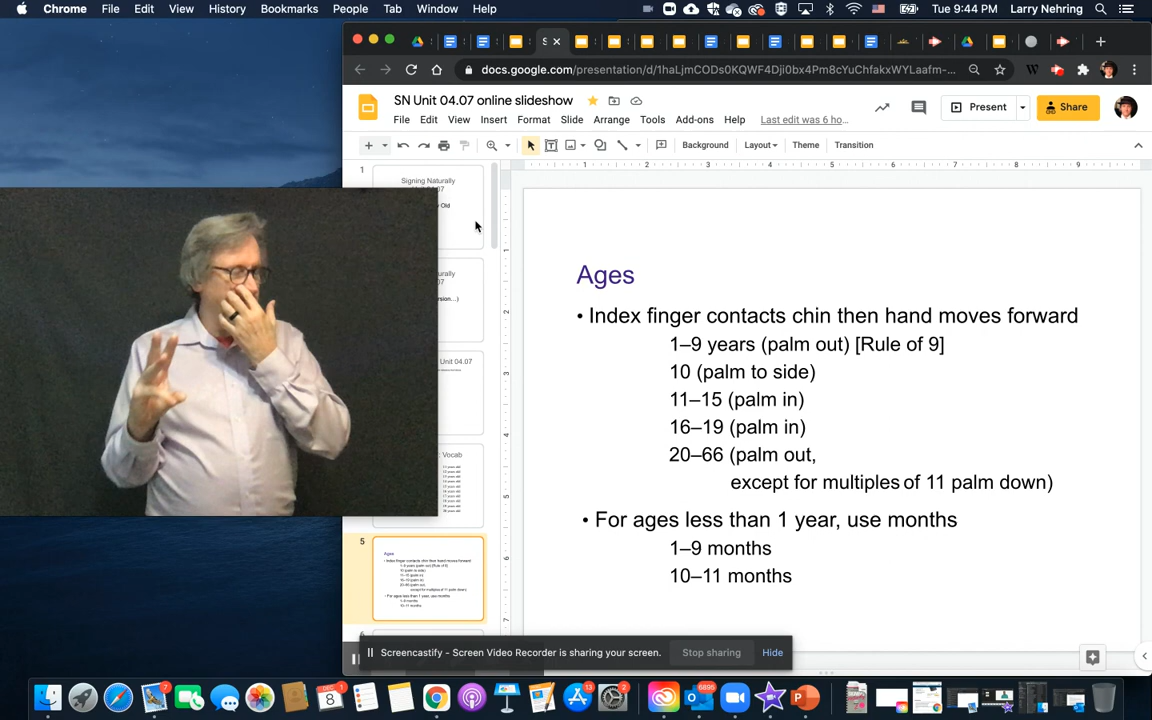 Chrome File Edit View History Bookmarks People Tab Window Help Tue 9:44 PM Larry Nehring
docs.google.com/presentation/d/1haLjmCODs0KQWF4Dji0bx4Pm8cYuChfakxWYLaafm-...
SN Unit 04.07 online slideshow
Present
Share
File Edit View Insert Format Slide Arrange Tools Add-ons Help Last edit was 6 ho...
Background Layout Theme Transition
1
Signing Naturally
Old
Unit 04.07
Vocab
5
Ages
• Index finger contacts chin then hand moves forward
1–9 years (palm out) [Rule of 9]
10 (palm to side)
11–15 (palm in)
16–19 (palm in)
20–66 (palm out,
except for multiples of 11 palm down)
• For ages less than 1 year, use months
1–9 months
10–11 months
Screencastify - Screen Video Recorder is sharing your screen. Stop sharing Hide